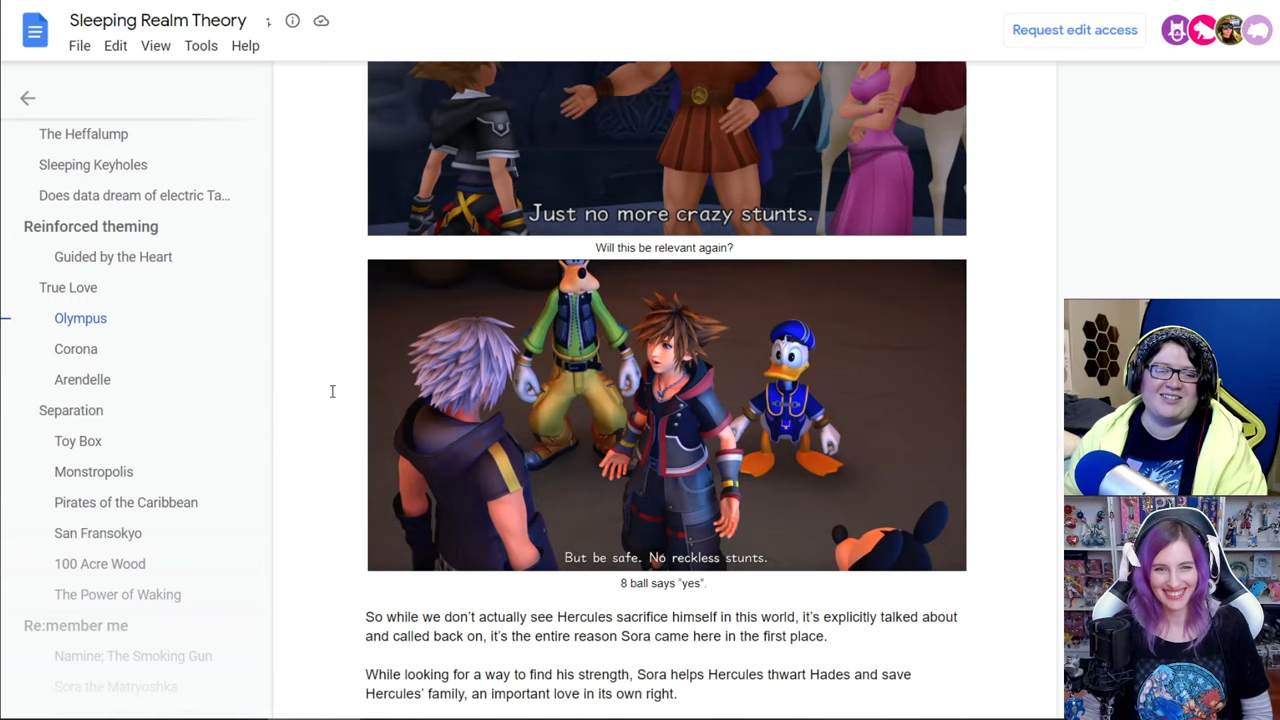 Sleeping Realm Theory
File Edit View Tools Help
Request edit access
The Heffalump
Sleeping Keyholes
Does data dream of electric Ta...
Reinforced theming
Guided by the Heart
True Love
Olympus
Corona
Arendelle
Separation
Toy Box
Monstropolis
Pirates of the Caribbean
San Fransokyo
100 Acre Wood
The Power of Waking
Re:member me
Namine; The Smoking Gun
Sora the Matryoshka
Just no more crazy stunts.
Will this be relevant again?
But be safe. No reckless stunts.
8 ball says “yes”.
So while we don’t actually see Hercules sacrifice himself in this world, it’s explicitly talked about
and called back on, it’s the entire reason Sora came here in the first place.
While looking for a way to find his strength, Sora helps Hercules thwart Hades and save
Hercules’ family, an important love in its own right.